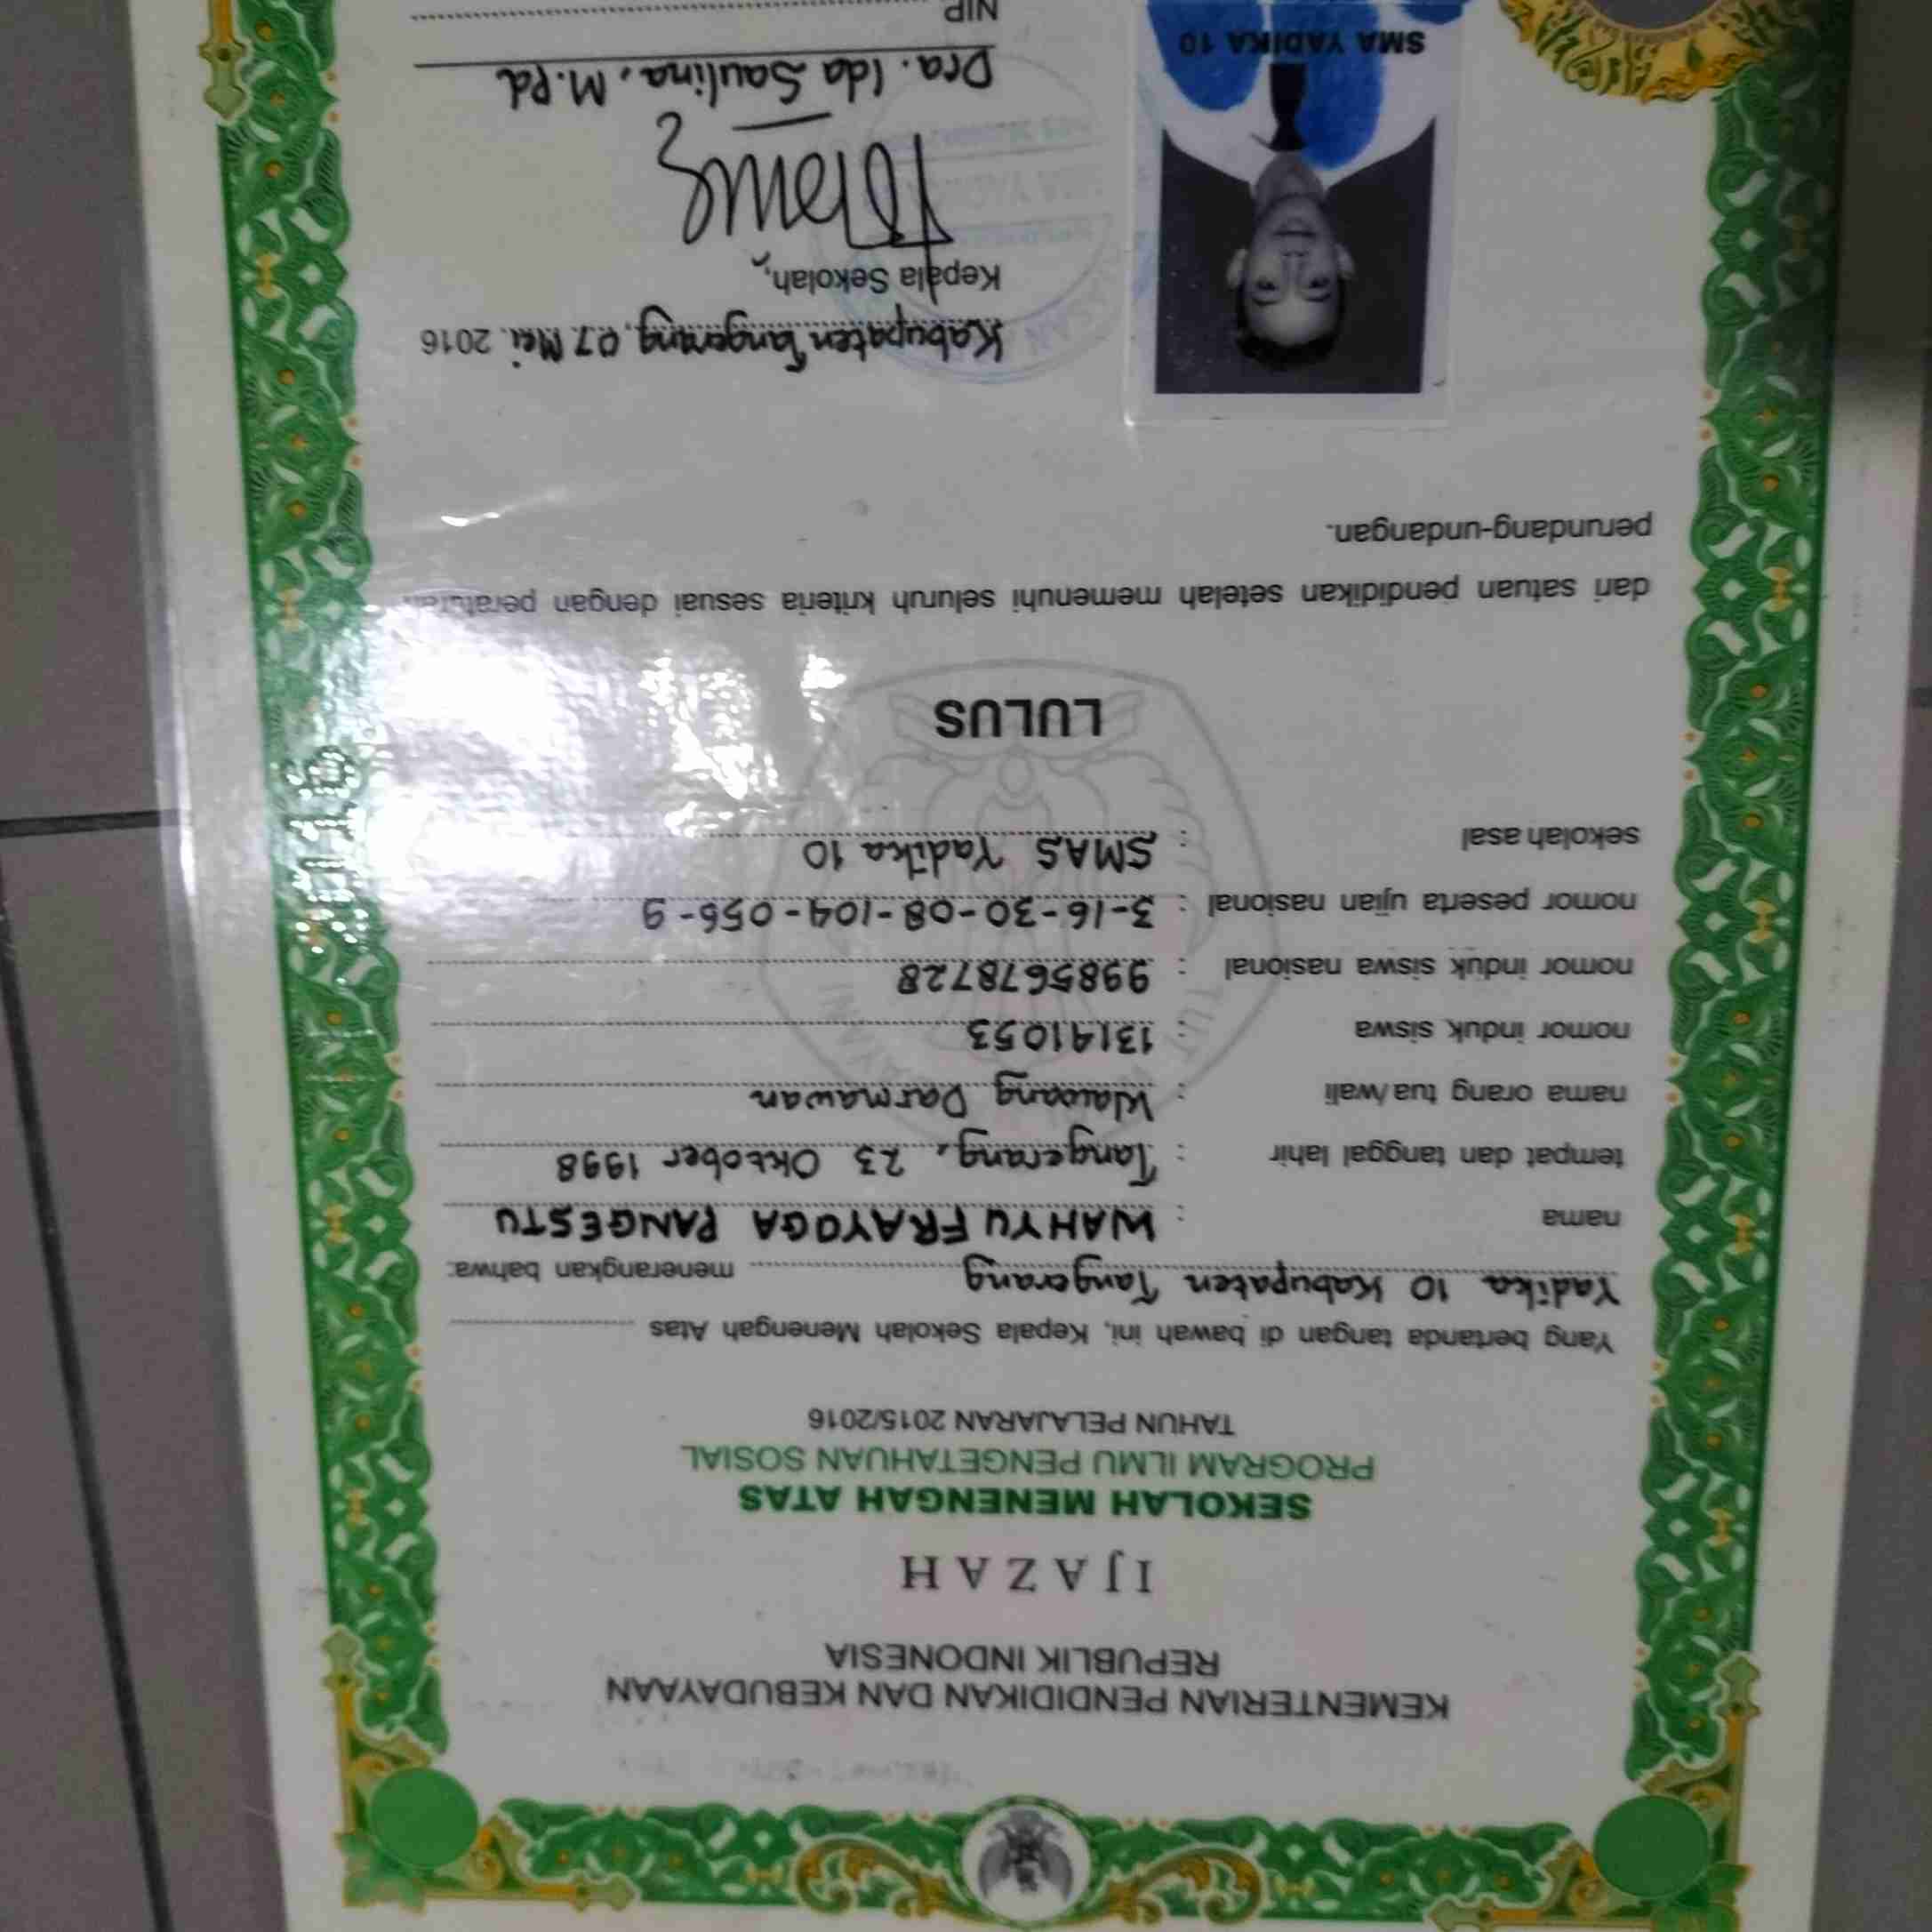 KEMENTERIAN PENDIDIKAN DAN KEBUDAYAAN
REPUBLIK INDONESIA
IJAZAH
SEKOLAH MENENGAH ATAS
PROGRAM ILMU PENGETAHUAN SOSIAL
TAHUN PELAJARAN 2015/2016
Yang bertanda tangan di bawah ini, Kepala Sekolah Menengah Atas
Yadika 10 Kabupaten Tangerang menerangkan bahwa:
nama : WAHYU FRAYOGA PANGESTU
tempat dan tanggal lahir : Tangerang, 23 Oktober 1998
nama orang tua/wali : Wawang Darmawan
nomor induk siswa : 13141053
nomor induk siswa nasional : 9985678728
nomor peserta ujian nasional : 3-16-30-08-104-056-9
sekolah asal : SMAS Yadika 10
LULUS
dari satuan pendidikan setelah memenuhi seluruh kriteria sesuai dengan peraturan
perundang-undangan.
Kabupaten Tangerang, 07 Mei 2016
Kepala Sekolah,
Dra. Ida Saulina, M.Pd
NIP
SMA YADIKA 10